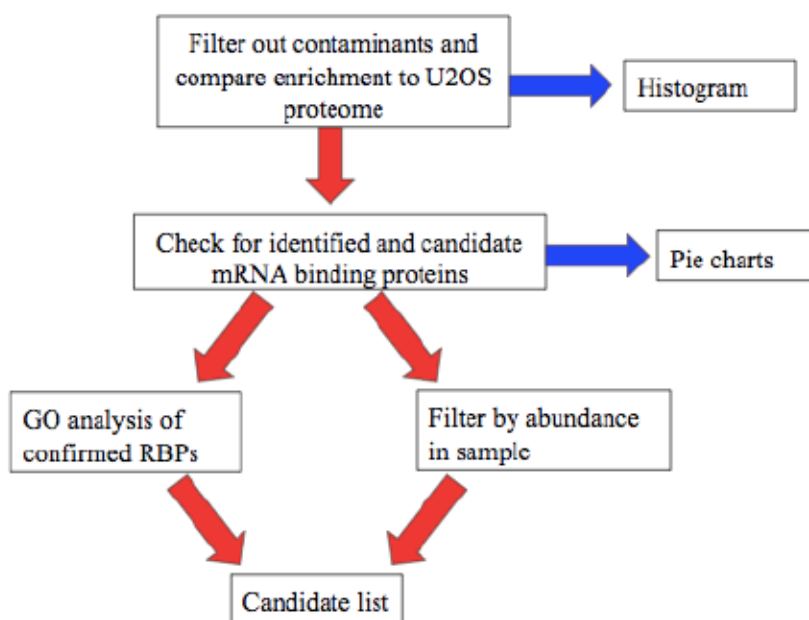 Filter out contaminants and
compare enrichment to U2OS
proteome
Histogram
Check for identified and candidate
mRNA binding proteins
Pie charts
GO analysis of
confirmed RBPs
Filter by abundance
in sample
Candidate list